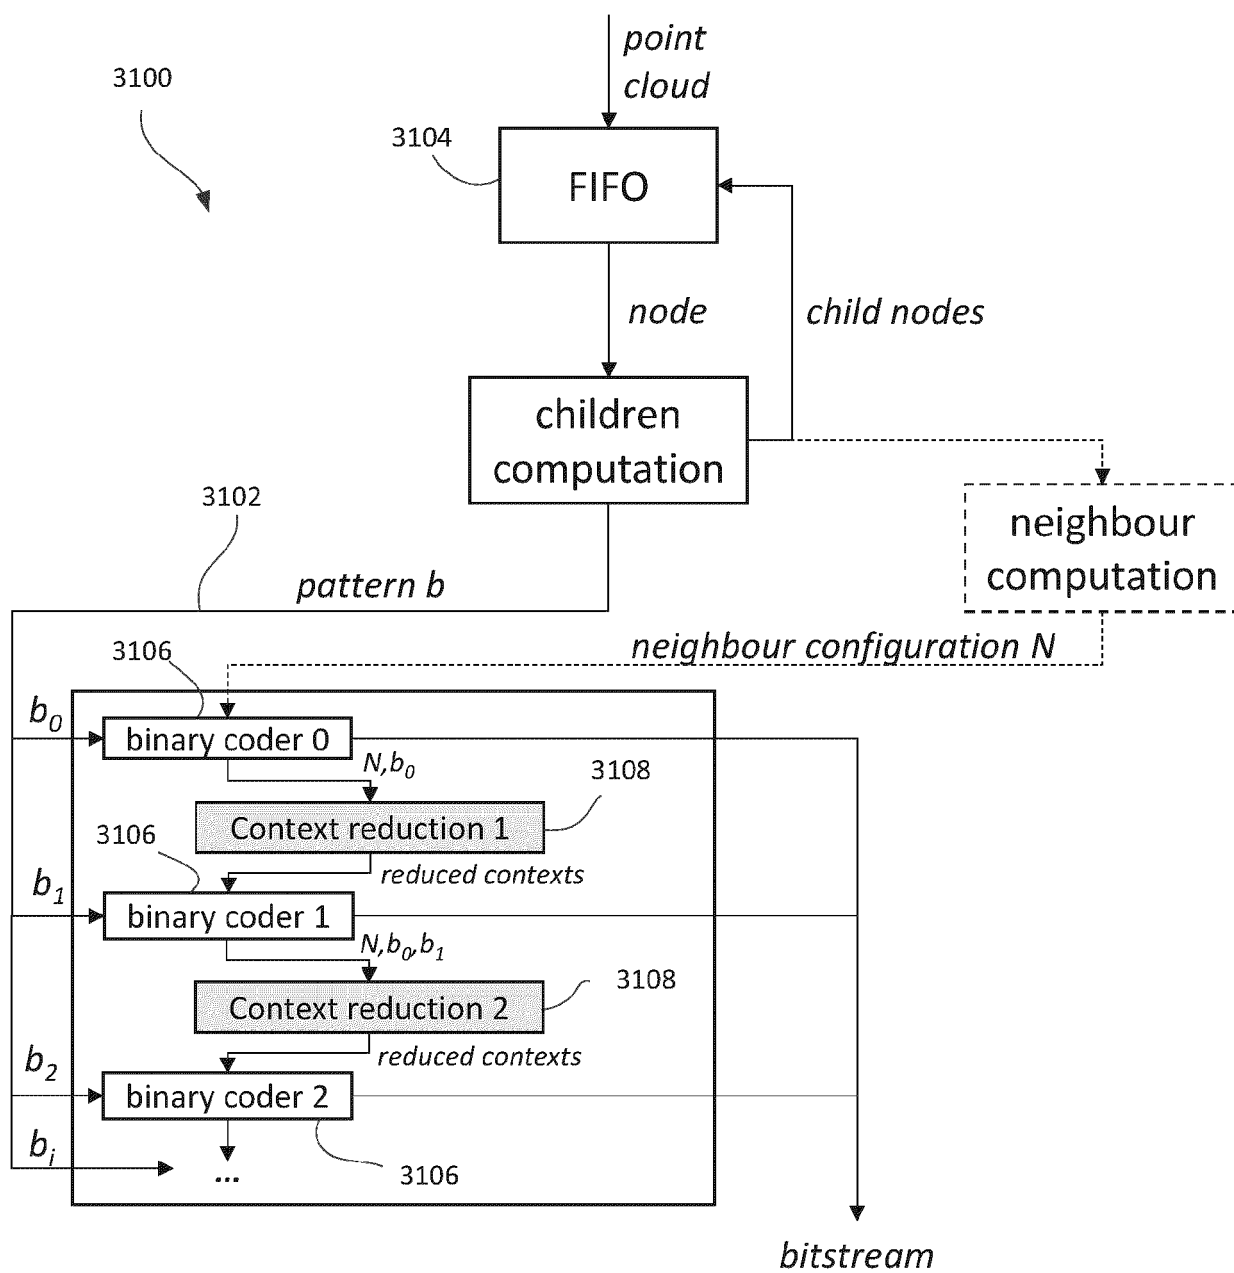 point
cloud
3100
3104
FIFO
node
child nodes
children
computation
3102
neighbour
computation
pattern b
neighbour configuration N
3106
b0
binary coder 0
N,b0
3108
Context reduction 1
3106
reduced contexts
b1
binary coder 1
N,b0,b1
3108
Context reduction 2
reduced contexts
b2
binary coder 2
bi
...
3106
bitstream